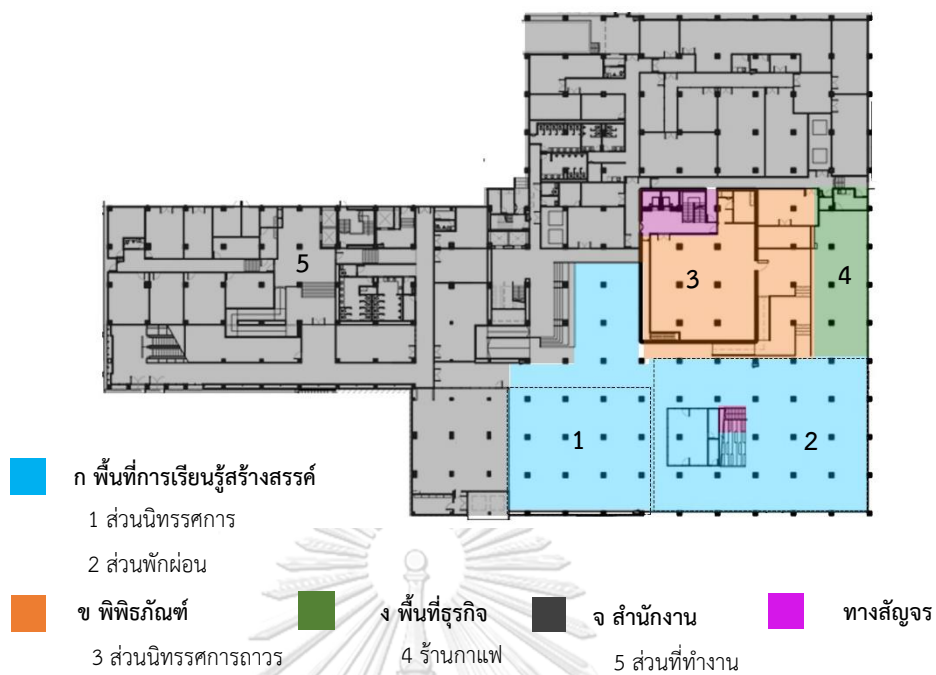 3
4
5
1
2
ก พื้นที่การเรียนรู้สร้างสรรค์
1 ส่วนนิทรรศการ
2 ส่วนพักผ่อน
ข พิพิธภัณฑ์
3 ส่วนนิทรรศการถาวร
ง พื้นที่ธุรกิจ
4 ร้านกาแฟ
จ สำนักงาน
5 ส่วนที่ทำงาน
ทางสัญจร